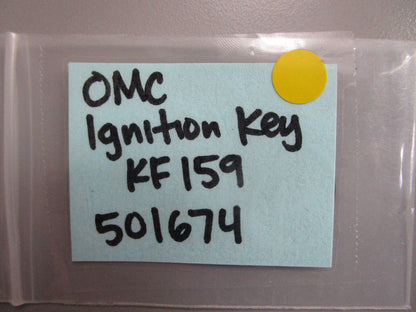 OMC
Ignition Key
KF159
501674